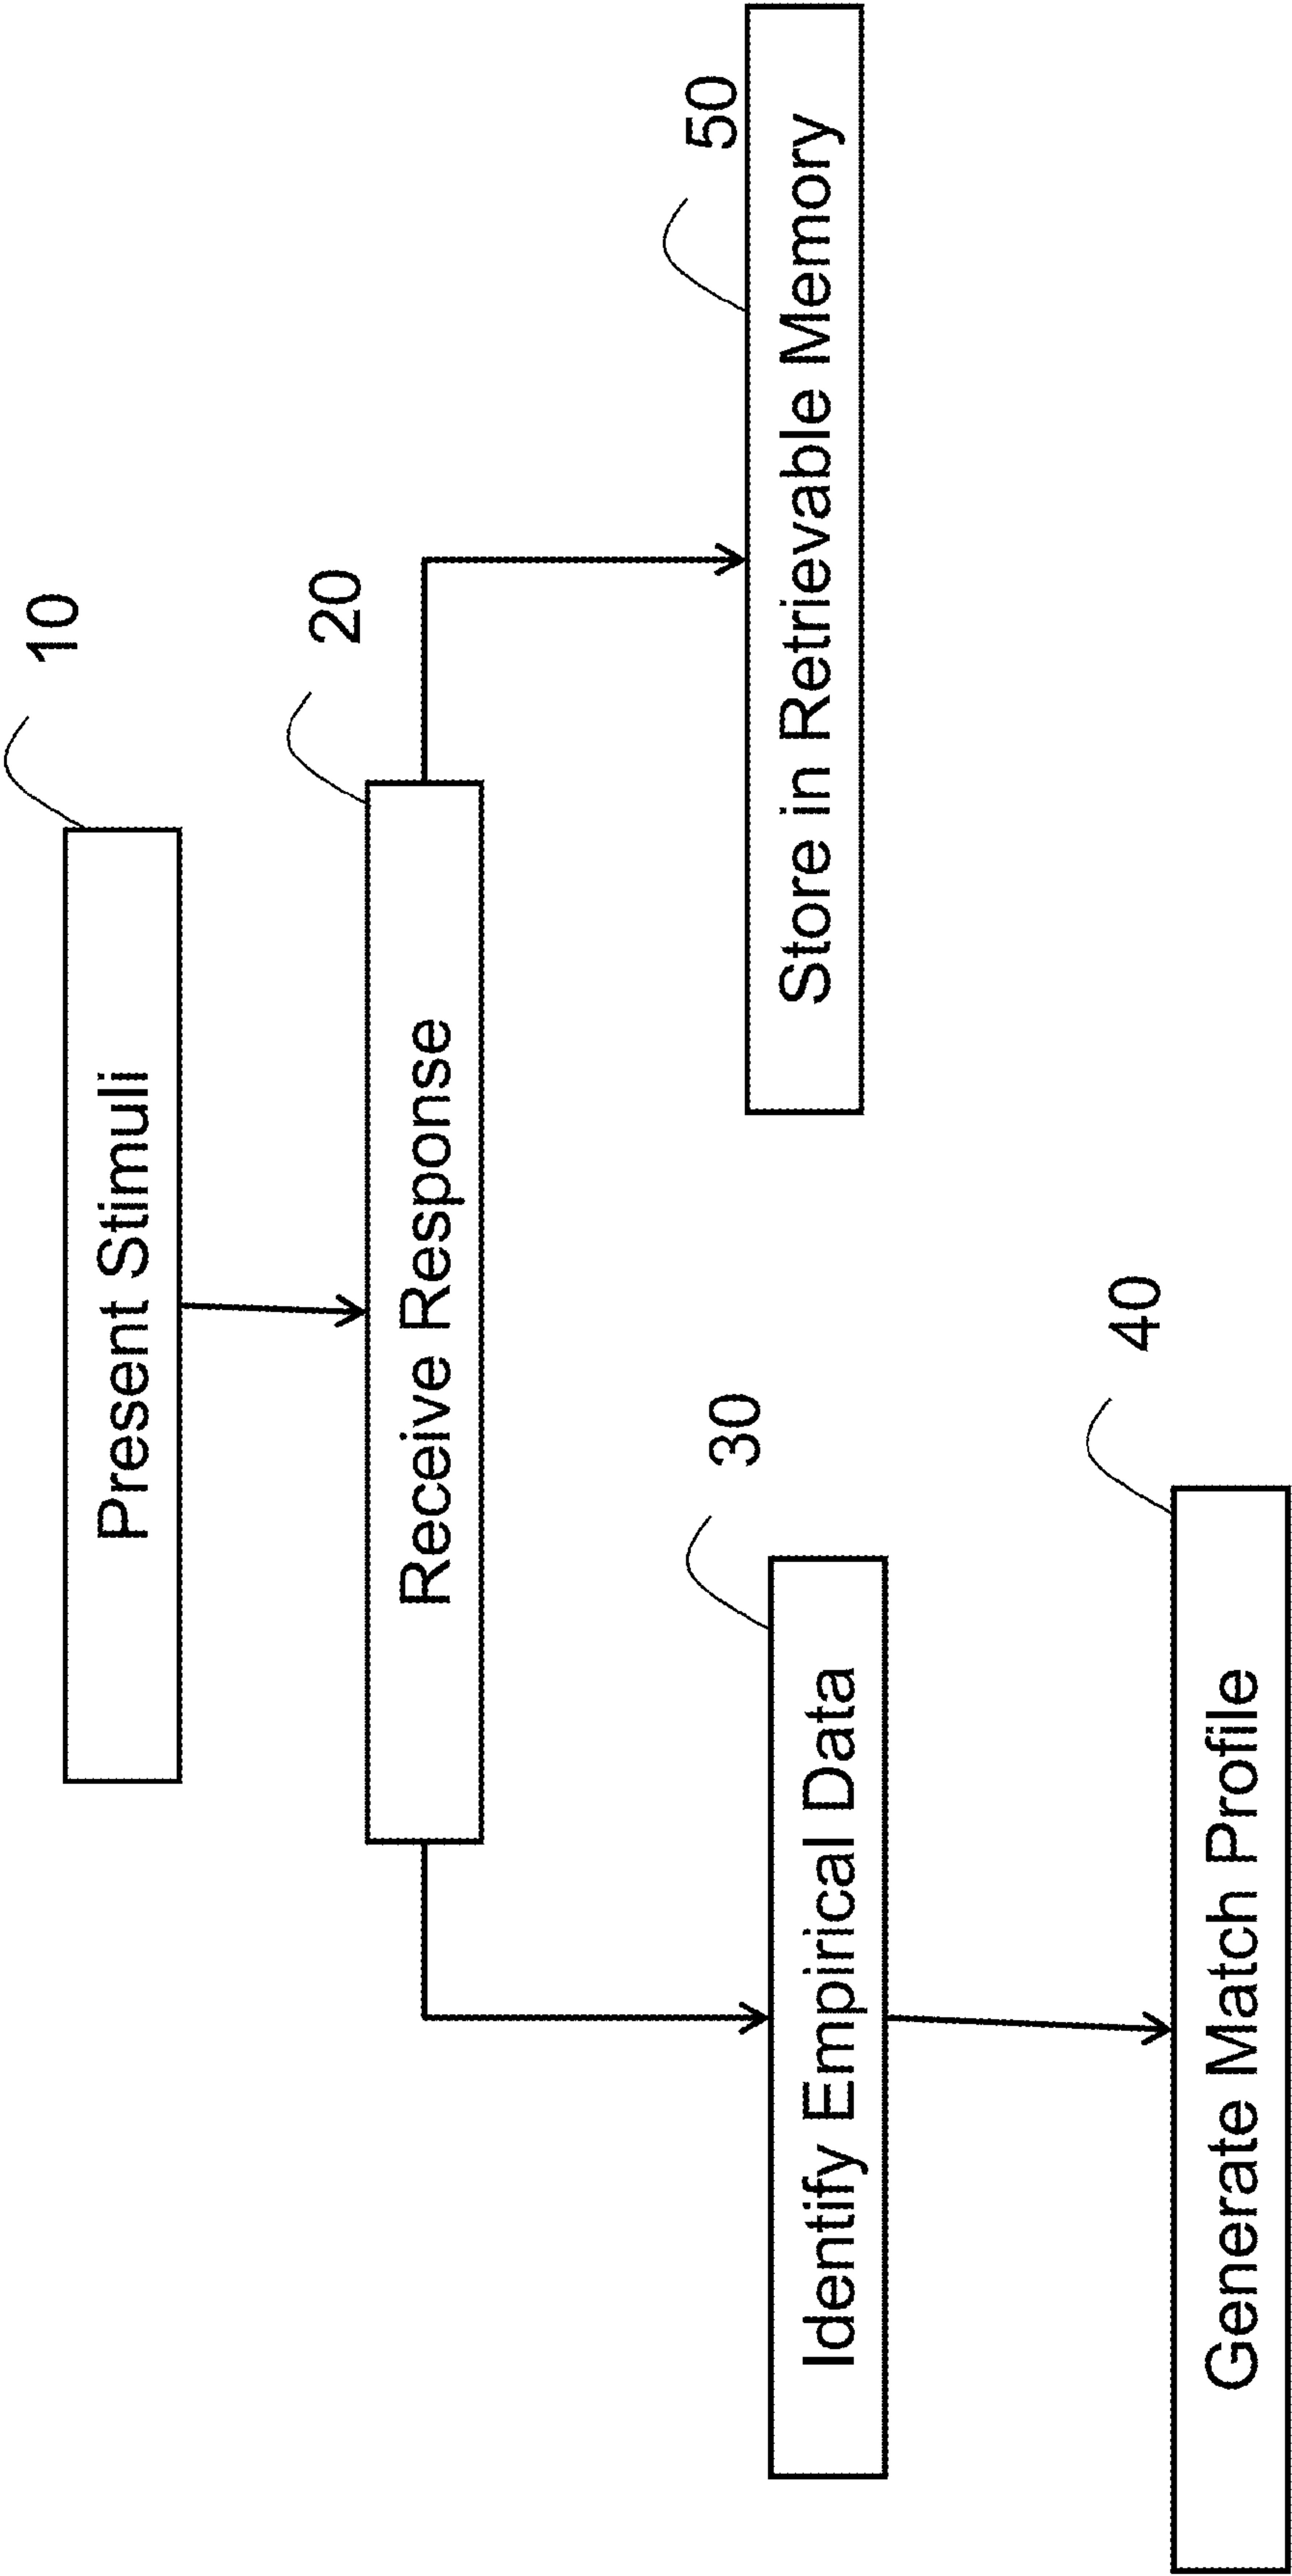 10
Present Stimuli
20
Receive Response
30
Identify Empirical Data
50
Store in Retrievable Memory
40
Generate Match Profile